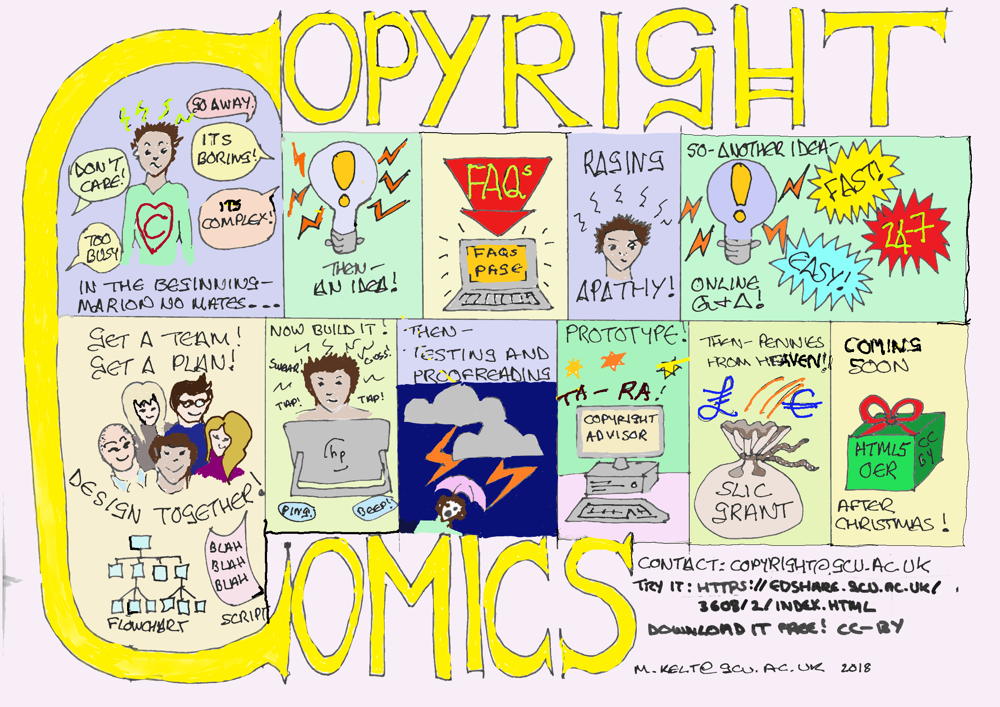 COPYRIGHT
GO AWAY.
ITS
BORING!
DON'T
CARE!
ITS
COMPLEX!
TOO
BUSY
C
IN THE BEGINNING-
MARION NO MATES----
!
THEN-
AN IDEA!
FAQs
FAQs
PAGE
RAGING
APATHY!
SO-ANOTHER IDEA-
!
FAST!
24-7
EASY!
ONLINE
Q+A!
GET A TEAM!
GET A PLAN!
DESIGN TOGETHER!
BLAH
BLAH
BLAH
FLOWCHART
SCRIPT
NOW BUILD IT!
SWEAR!
CUSS!
TAP!
TAP!
hp
PING!
BEEP!
THEN-
TESTING AND
PROOFREADING
PROTOTYPE!
TA-RA!
COPYRIGHT
ADVISOR
THEN-PENNIES
FROM HEAVEN!!
£ €
SLIC
GRANT
COMING
SOON
HTML5
OER
CC
BY
AFTER
CHRISTMAS!
COMICS
CONTACT: COPYRIGHT@GCU.AC.UK
TRY IT: HTTPS://EDSHARE.GCU.AC.UK/
3608/2/INDEX.HTML
DOWNLOAD IT FREE! CC-BY
M.KELT@GCU.AC.UK 2018